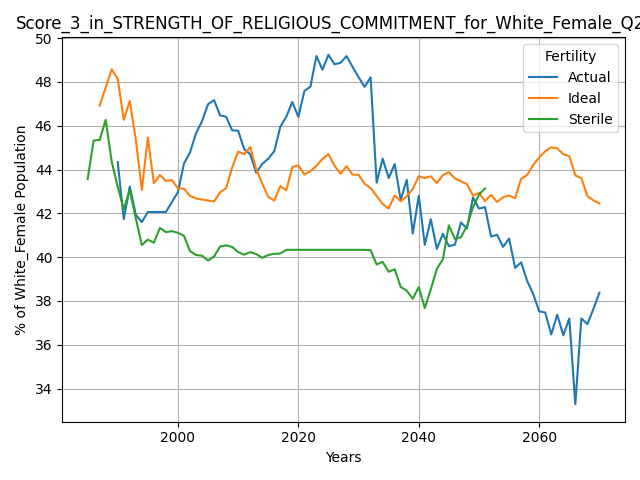 Score_3_in_STRENGTH_OF_RELIGIOUS_COMMITMENT_for_White_Female_Q2
50
48
46
44
42
40
38
36
34
% of White_Female Population
Fertility
Actual
Ideal
Sterile
2000
2020
2040
2060
Years